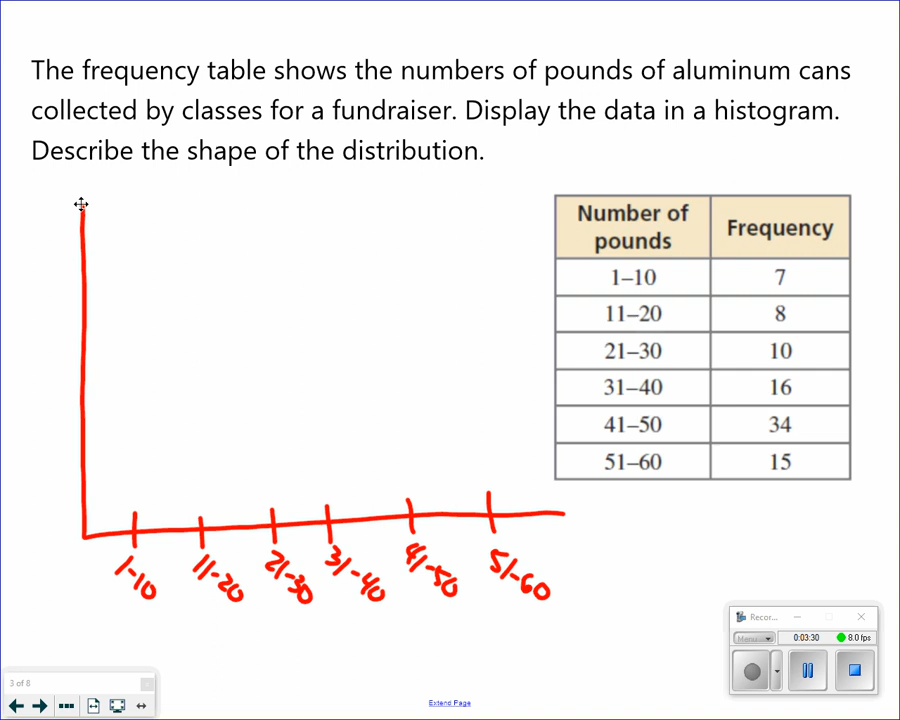 The frequency table shows the numbers of pounds of aluminum cans
collected by classes for a fundraiser. Display the data in a histogram.
Describe the shape of the distribution.
Number of pounds Frequency
1–10 7
11–20 8
21–30 10
31–40 16
41–50 34
51–60 15
1-10 11-20 21-30 31-40 41-50 51-60
Recor...
Menu 0:03:30 8.0 fps
3 of 8
Extend Page